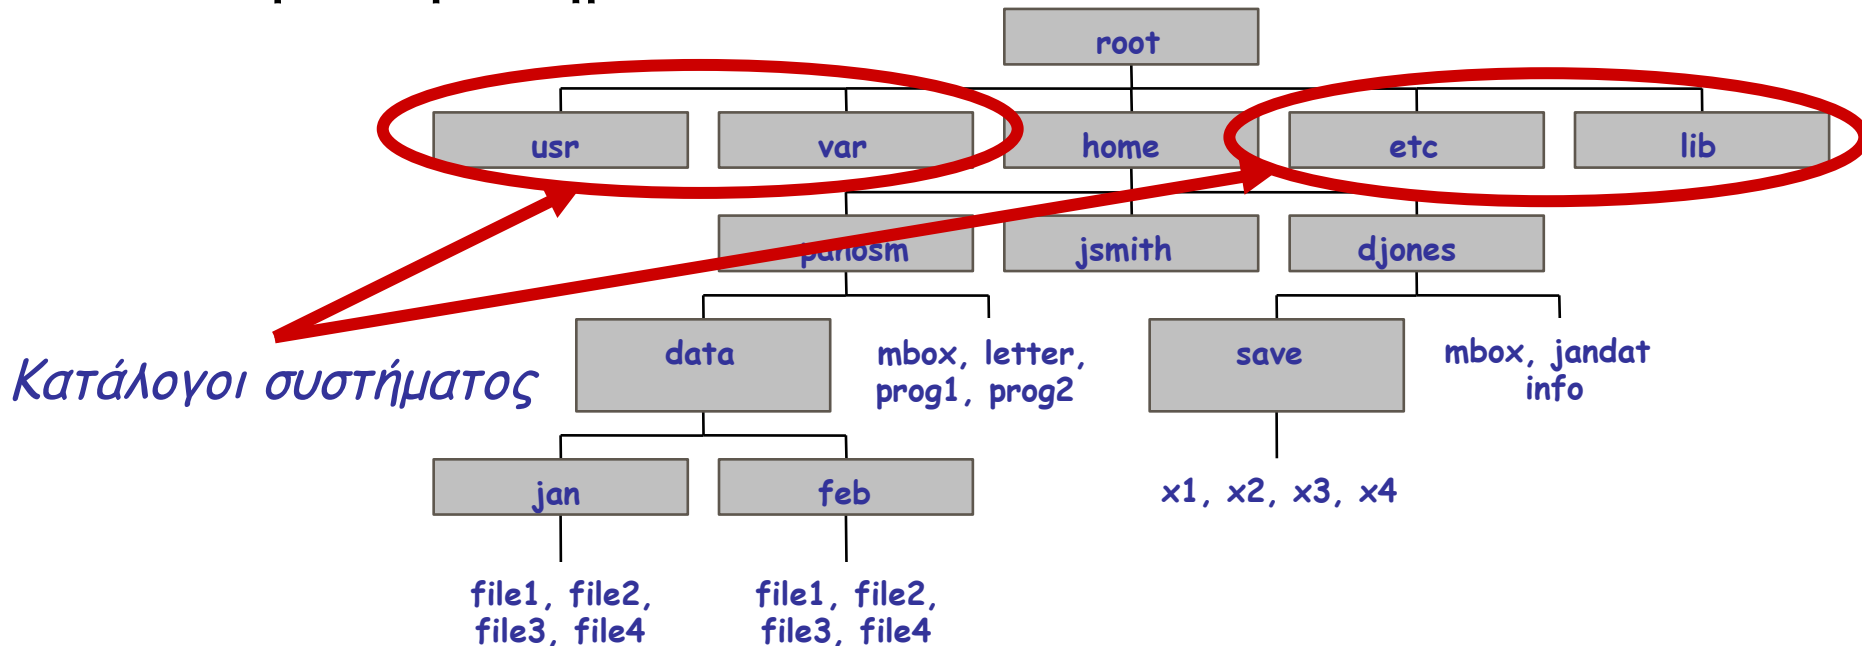 root
usr
var
home
etc
lib
panosm
jsmith
djones
data
mbox, letter,
prog1, prog2
save
mbox, jandat
info
Κατάλογοι συστήματος
jan
feb
x1, x2, x3, x4
file1, file2,
file3, file4
file1, file2,
file3, file4